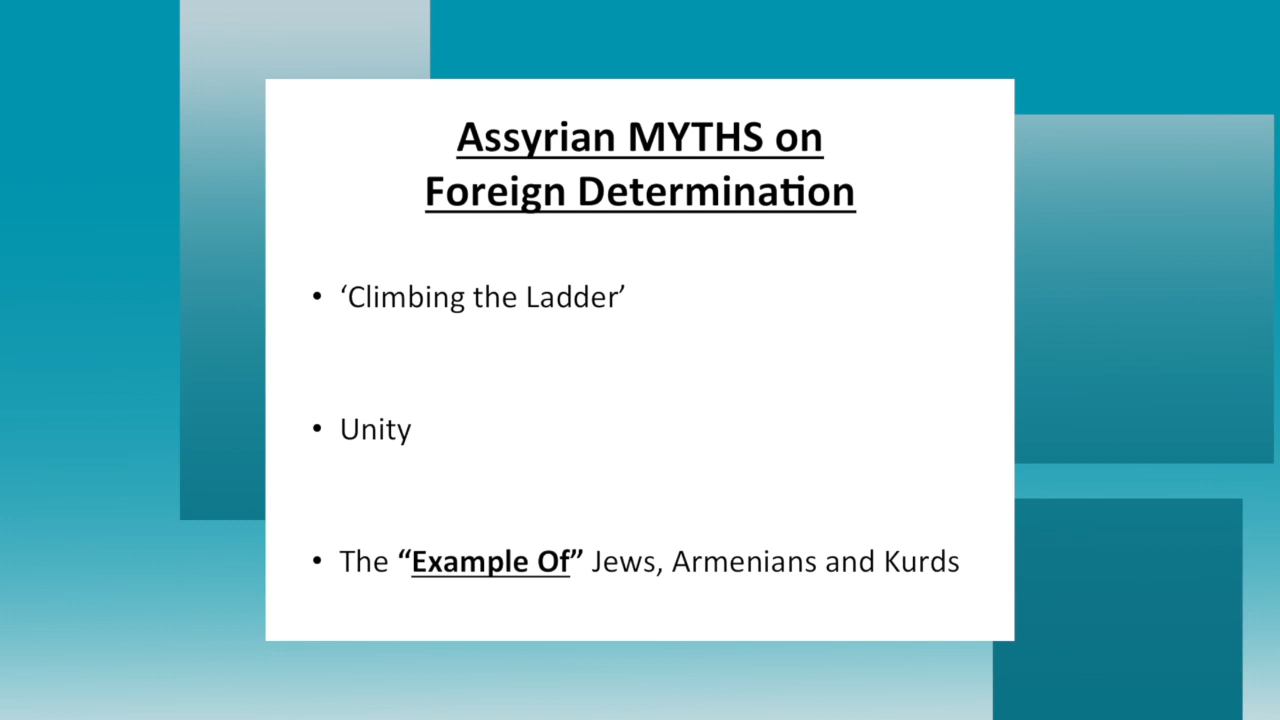 Assyrian MYTHS on
Foreign Determination
• ‘Climbing the Ladder’
• Unity
• The “Example Of” Jews, Armenians and Kurds